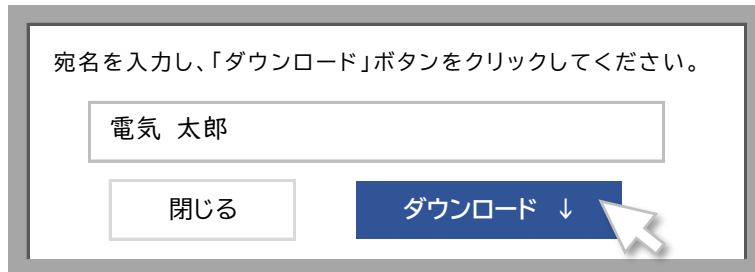 宛名を入力し、「ダウンロード」ボタンをクリックしてください。
電気 太郎
閉じる
ダウンロード ↓